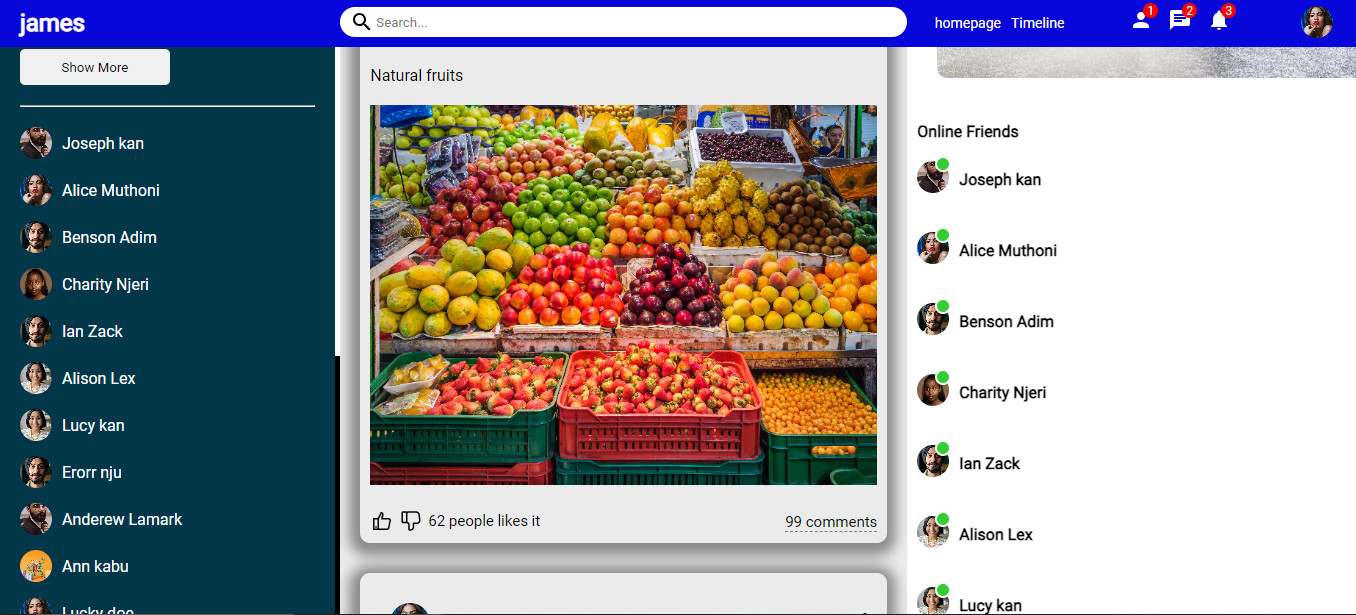 james
Search...
homepage Timeline
1
2
3
Show More
Joseph kan
Alice Muthoni
Benson Adim
Charity Njeri
Ian Zack
Alison Lex
Lucy kan
Erorr nju
Anderew Lamark
Ann kabu
Lucky doe
Natural fruits
62 people likes it
99 comments
Online Friends
Joseph kan
Alice Muthoni
Benson Adim
Charity Njeri
Ian Zack
Alison Lex
Lucy kan